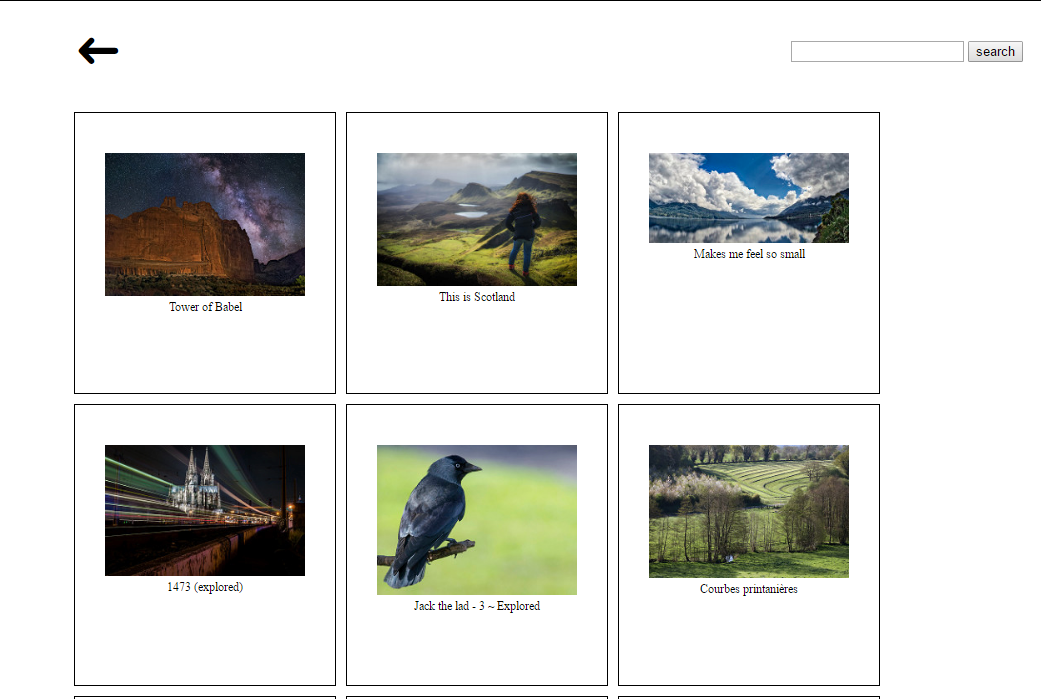 search
Tower of Babel
This is Scotland
Makes me feel so small
1473 (explored)
Jack the lad - 3 ~ Explored
Courbes printanières